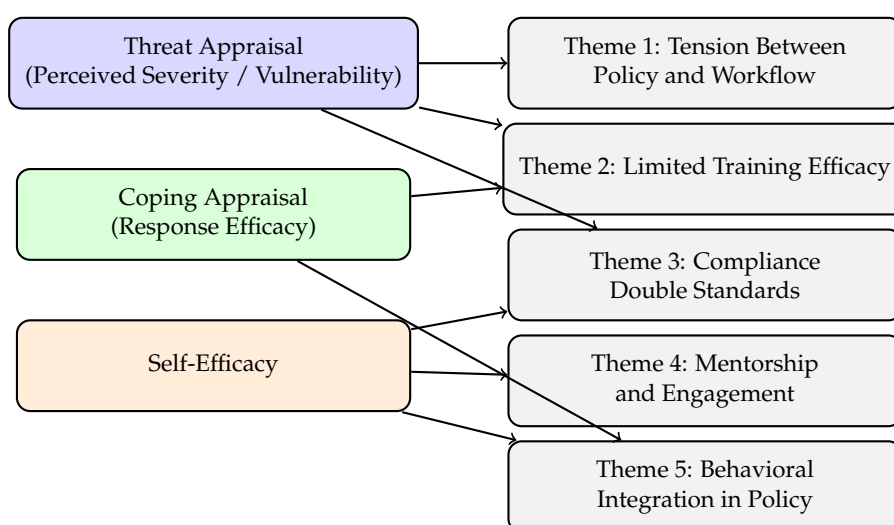 Threat Appraisal
(Perceived Severity / Vulnerability)
Coping Appraisal
(Response Efficacy)
Self-Efficacy
Theme 1: Tension Between
Policy and Workflow
Theme 2: Limited Training Efficacy
Theme 3: Compliance
Double Standards
Theme 4: Mentorship
and Engagement
Theme 5: Behavioral
Integration in Policy